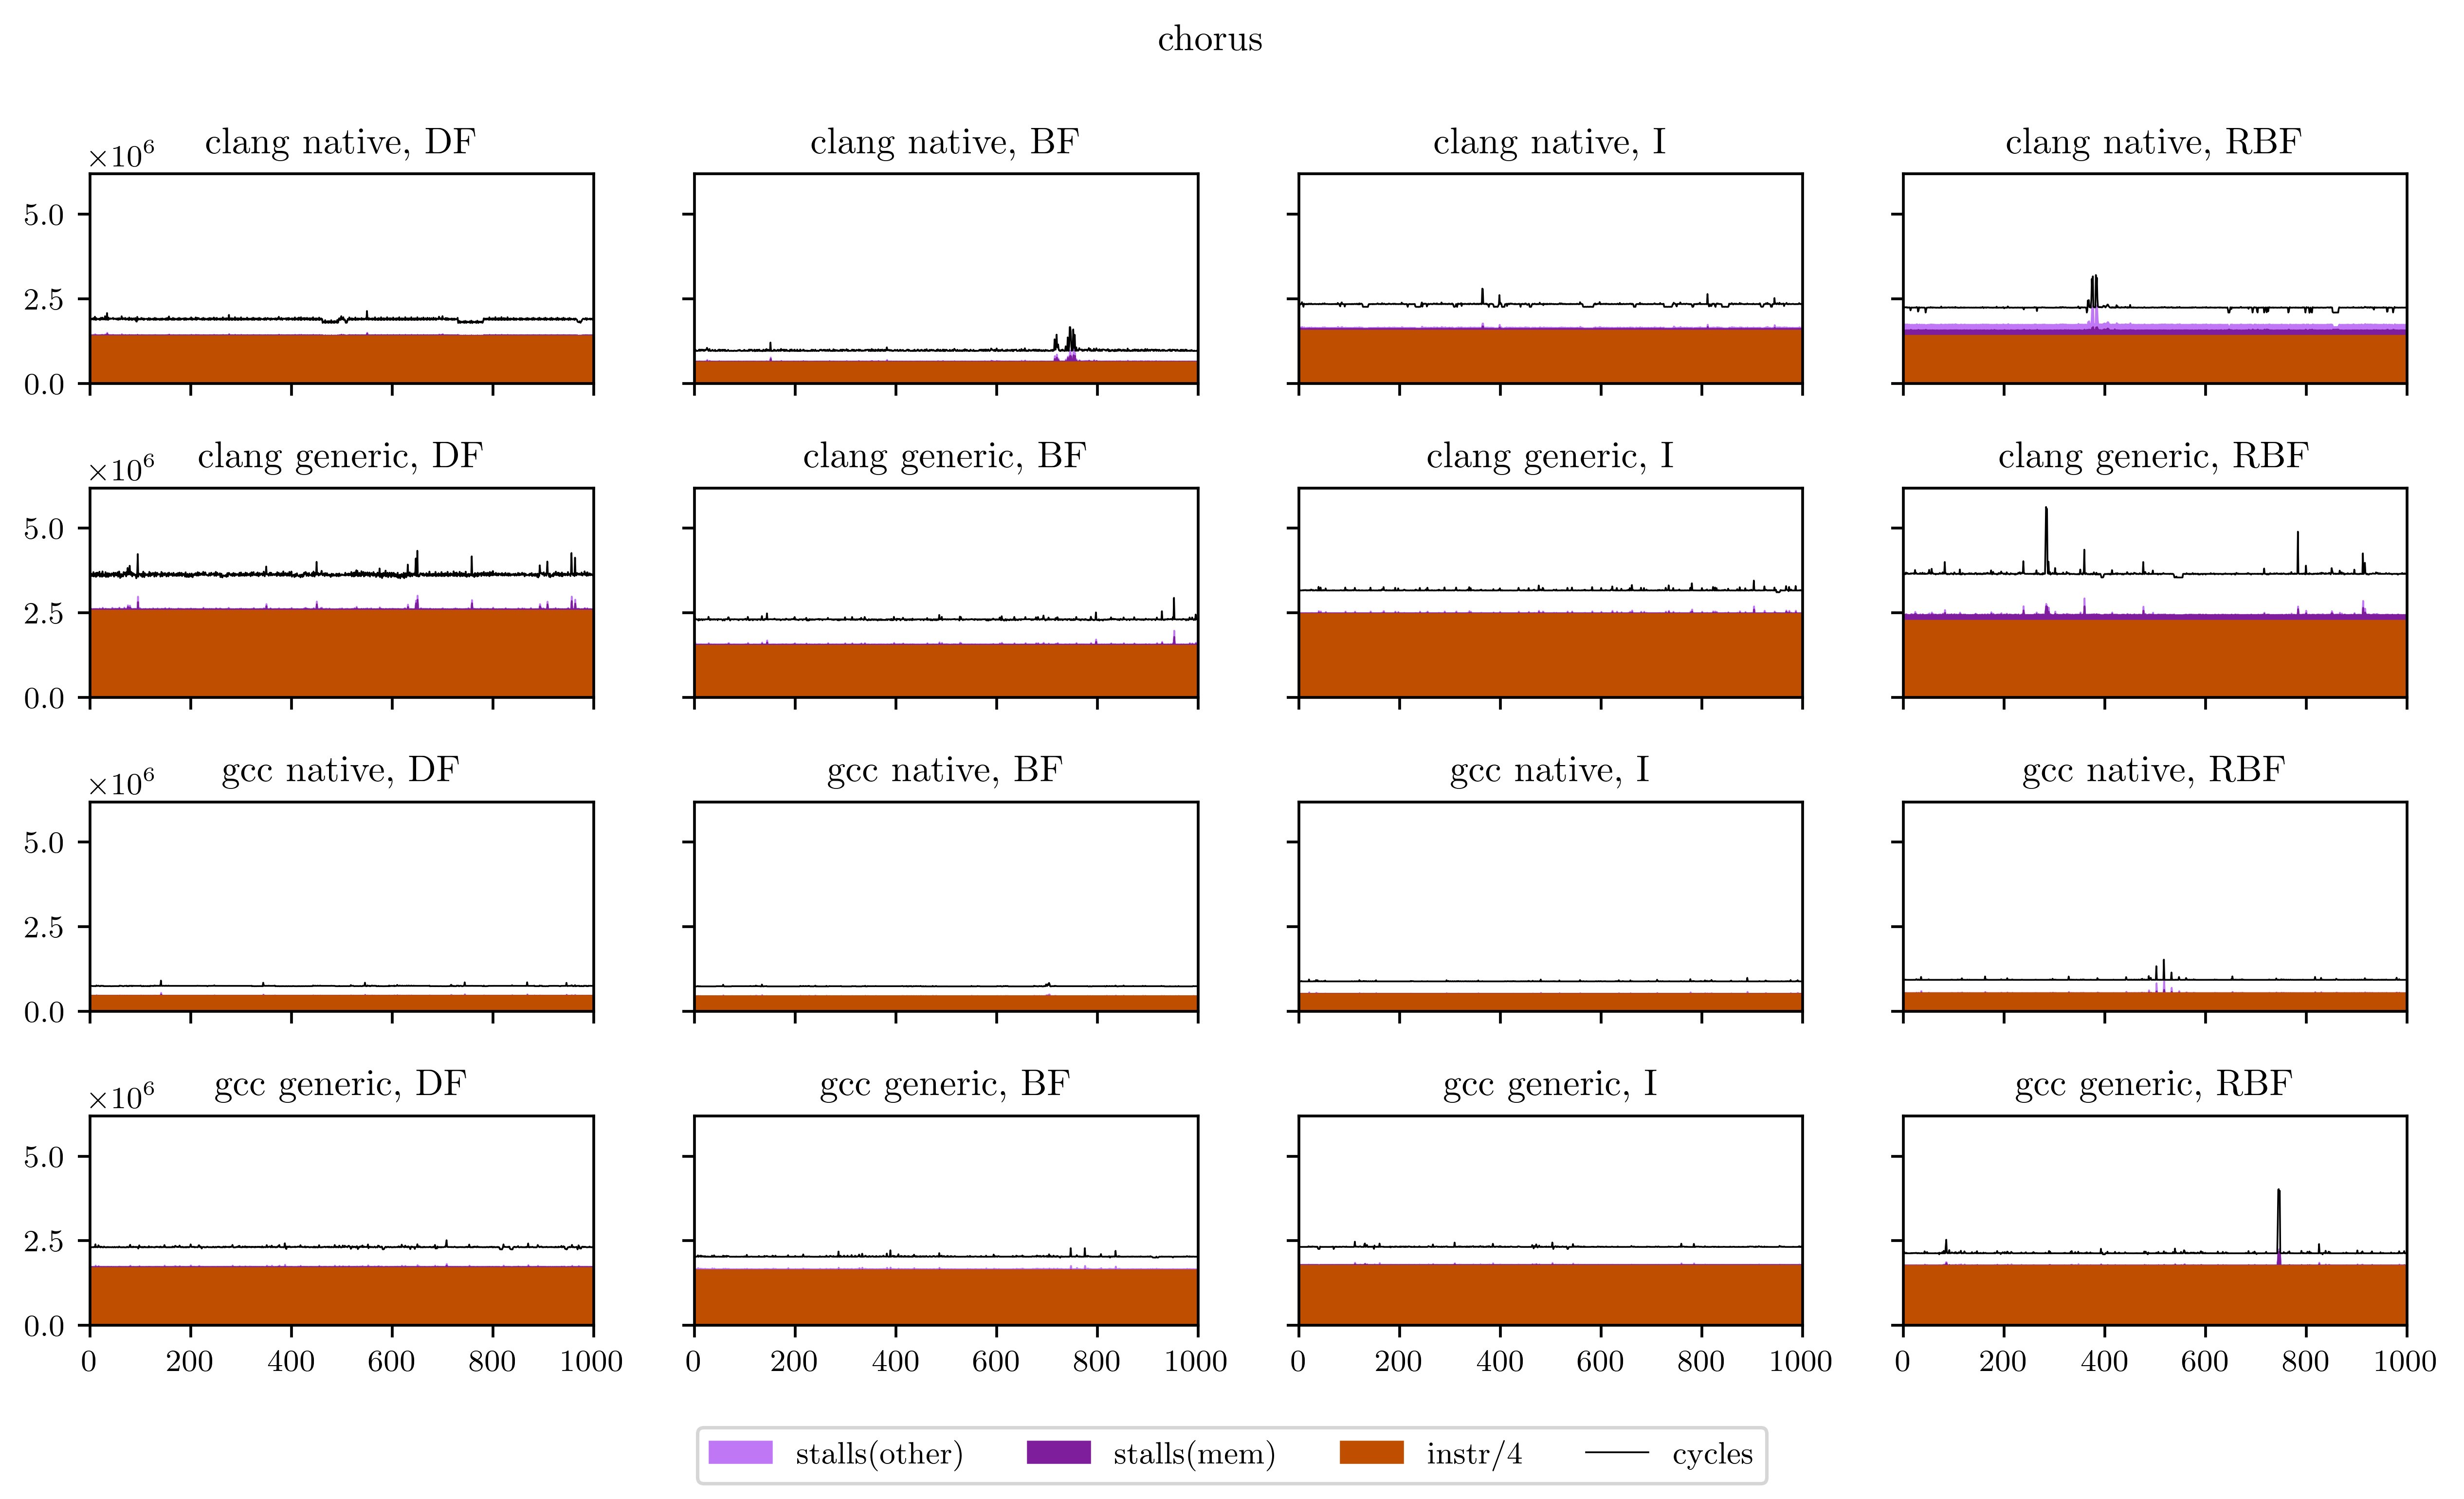 chorus
clang native, DF clang native, BF clang native, I clang native, RBF
×10⁶
5.0
2.5
0.0
clang generic, DF clang generic, BF clang generic, I clang generic, RBF
×10⁶
5.0
2.5
0.0
gcc native, DF gcc native, BF gcc native, I gcc native, RBF
×10⁶
5.0
2.5
0.0
gcc generic, DF gcc generic, BF gcc generic, I gcc generic, RBF
×10⁶
5.0
2.5
0.0
0 200 400 600 800 1000 0 200 400 600 800 1000 0 200 400 600 800 1000 0 200 400 600 800 1000
stalls(other) stalls(mem) instr/4 cycles